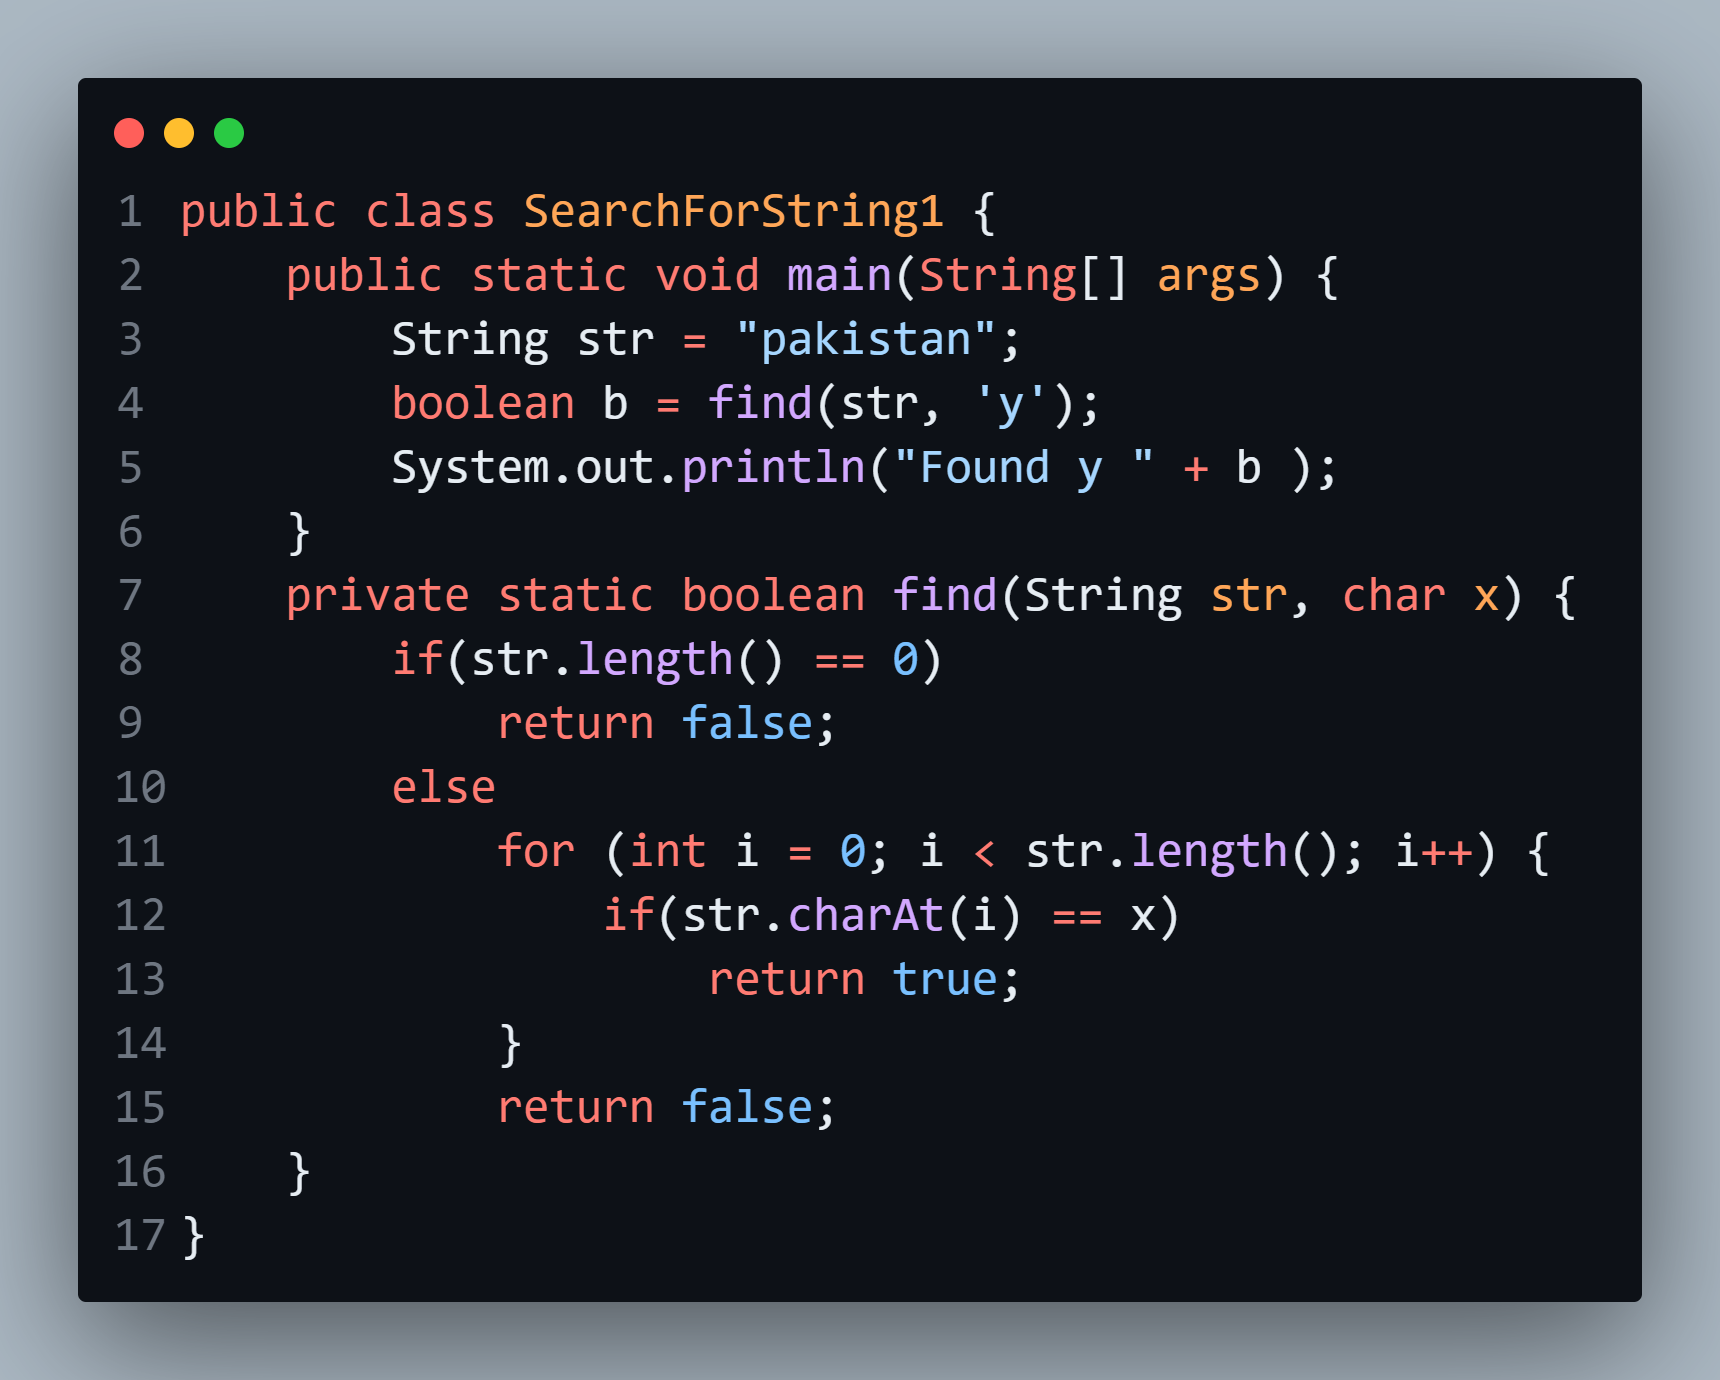 1 public class SearchForString1 {
2     public static void main(String[] args) {
3         String str = "pakistan";
4         boolean b = find(str, 'y');
5         System.out.println("Found y " + b );
6     }
7     private static boolean find(String str, char x) {
8         if(str.length() == 0)
9             return false;
10         else
11             for (int i = 0; i < str.length(); i++) {
12                 if(str.charAt(i) == x)
13                     return true;
14             }
15             return false;
16     }
17 }